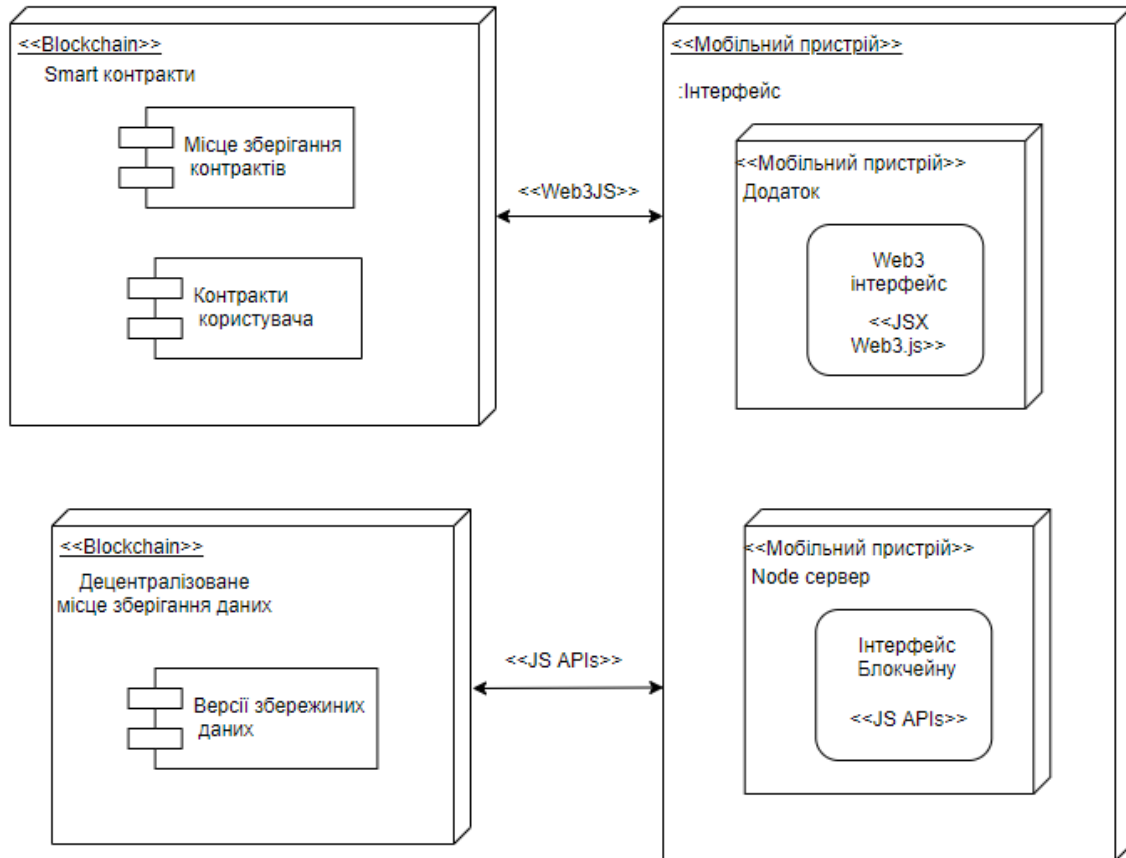 <<Blockchain>>
Smart контракти
Місце зберігання
контрактів
Контракти
користувача
<<Web3JS>>
<<Мобільний пристрій>>
:Інтерфейс
<<Мобільний пристрій>>
Додаток
Web3
інтерфейс
<<JSX
Web3.js>>
<<Blockchain>>
Децентралізоване
місце зберігання даних
Версії збережиних
даних
<<JS APIs>>
<<Мобільний пристрій>>
Node сервер
Інтерфейс
Блокчейну
<<JS APIs>>